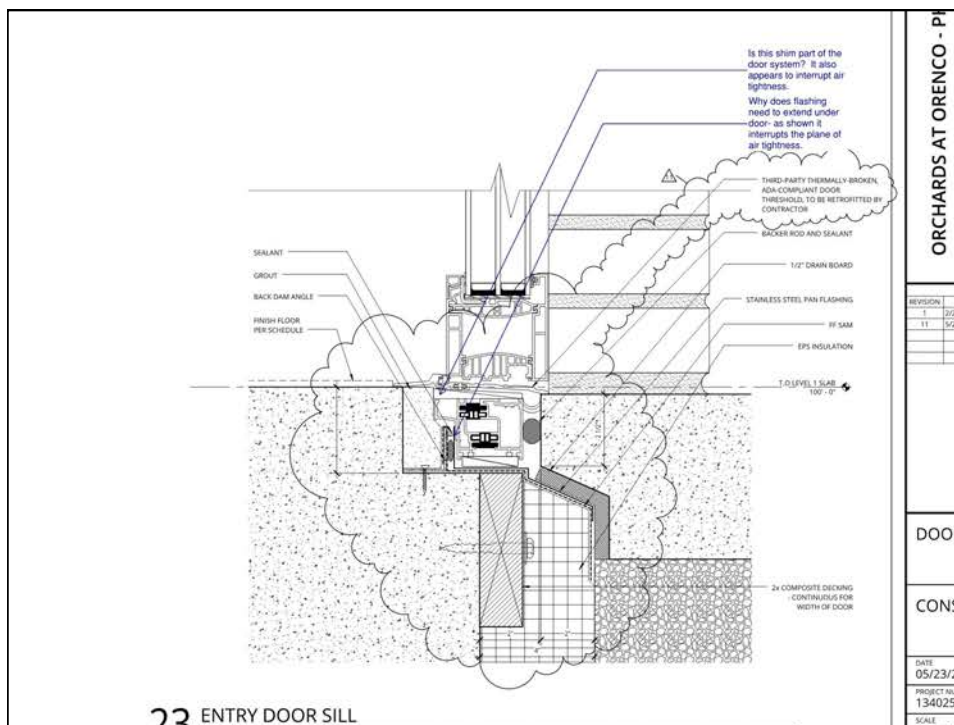 Is this shim part of the
door system? It also
appears to interrupt air
tightness.
Why does flashing
need to extend under
door- as shown it
interrupts the plane of
air tightness.
THIRD-PARTY THERMALLY-BROKEN,
ADA-COMPLIANT DOOR
THRESHOLD, TO BE RETROFITTED BY
CONTRACTOR
BACKER ROD AND SEALANT
1/2" DRAIN BOARD
STAINLESS STEEL PAN FLASHING
FF SAM
EPS INSULATION
SEALANT
GROUT
BACK DAM ANGLE
FINISH FLOOR
PER SCHEDULE
T.O LEVEL 1 SLAB
100' - 0"
2x COMPOSITE DECKING
- CONTINUOUS FOR
WIDTH OF DOOR
23 ENTRY DOOR SILL
ORCHARDS AT ORENCO -
REVISION
1
11
DATE
05/23/2
134025
SCALE